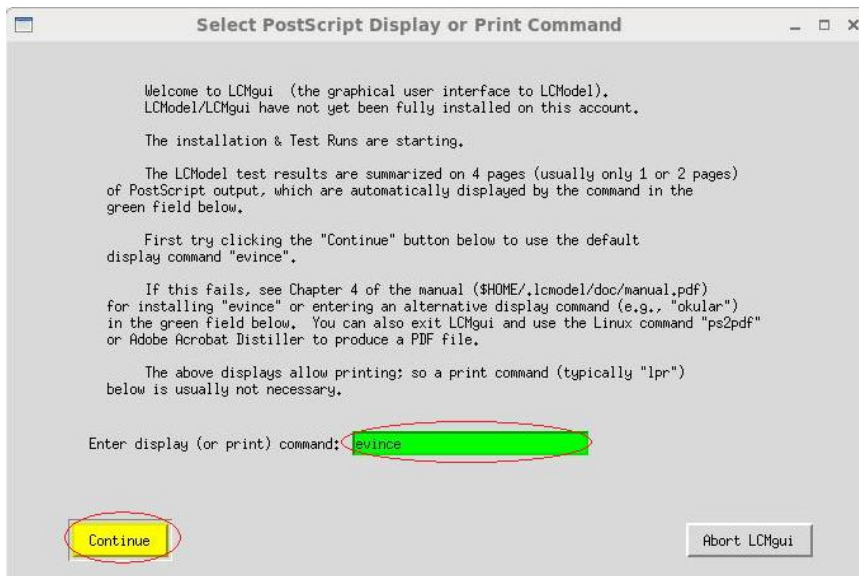 Select PostScript Display or Print Command
Welcome to LCMgui (the graphical user interface to LCModel).
LCModel/LCMgui have not yet been fully installed on this account.
The installation & Test Runs are starting.
The LCModel test results are summarized on 4 pages (usually only 1 or 2 pages)
of PostScript output, which are automatically displayed by the command in the
green field below.
First try clicking the "Continue" button below to use the default
display command "evince".
If this fails, see Chapter 4 of the manual ($HOME/.lcmodel/doc/manual.pdf)
for installing "evince" or entering an alternative display command (e.g., "okular")
in the green field below. You can also exit LCMgui and use the Linux command "ps2pdf"
or Adobe Acrobat Distiller to produce a PDF file.
The above displays allow printing; so a print command (typically "lpr")
below is usually not necessary.
Enter display (or print) command: evince
Continue Abort LCMgui